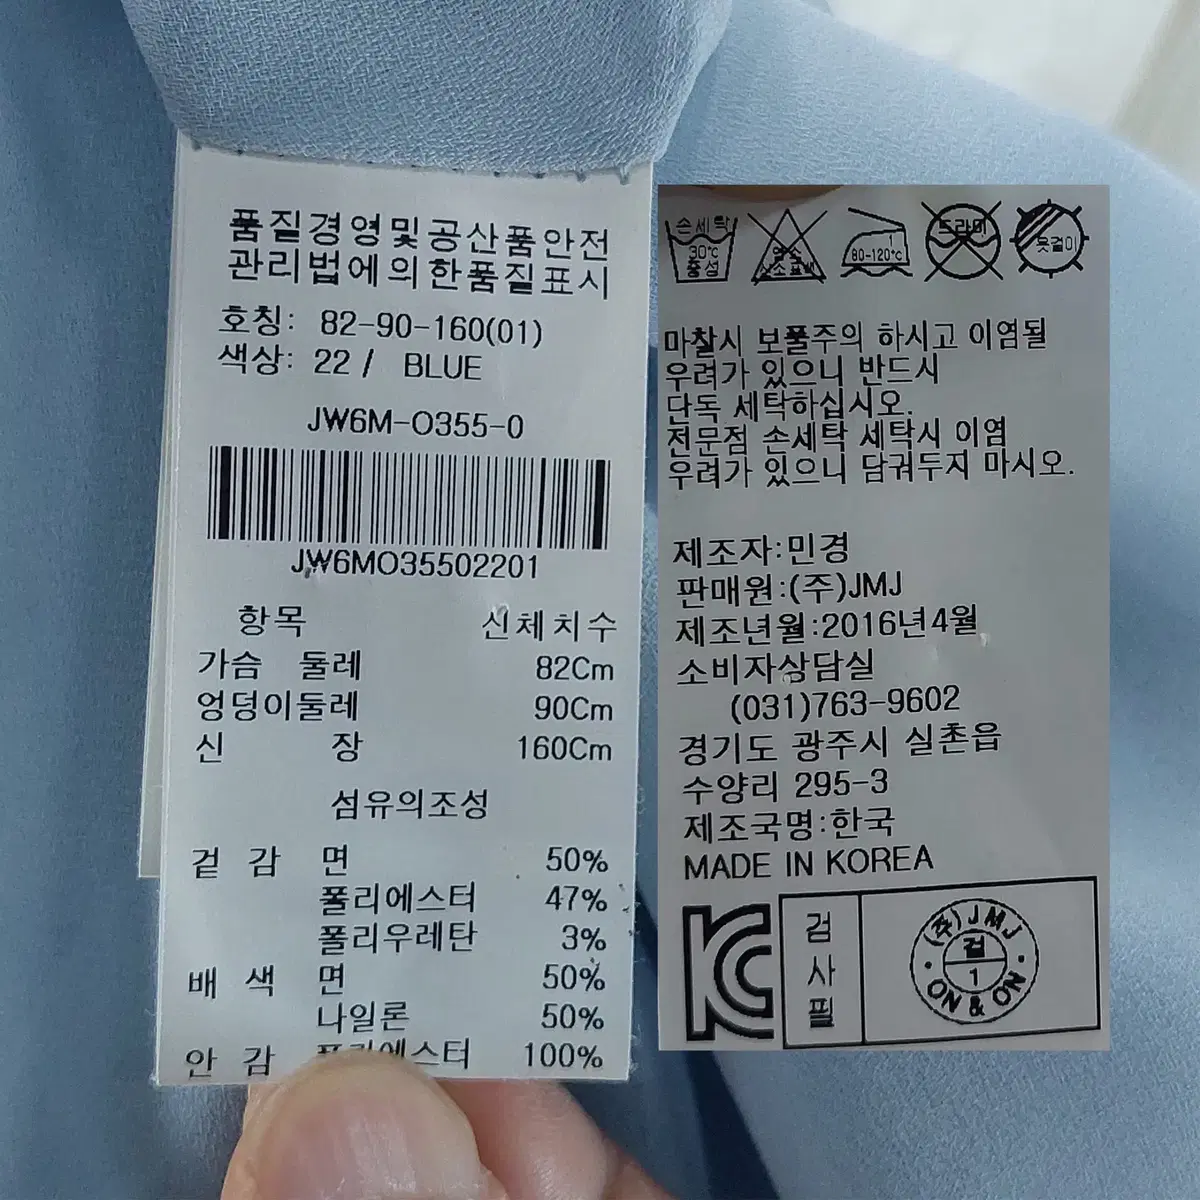 품질경영및공산품안전
관리법에의한품질표시
호칭: 82-90-160(01)
색상: 22 / BLUE
JW6M-O355-0
JW6MO35502201
항목 신체치수
가슴 둘레 82Cm
엉덩이둘레 90Cm
신 장 160Cm
섬유의조성
겉 감 면 50%
폴리에스터 47%
폴리우레탄 3%
배 색 면 50%
나일론 50%
안 감 폴리에스터 100%
손세탁
30℃
중성
염소
산소표백
1
80-120℃
드라이
옷걸이
마찰시 보풀주의 하시고 이염될
우려가 있으니 반드시
단독 세탁하십시오.
전문점 손세탁 세탁시 이염
우려가 있으니 담궈두지 마시오.
제조자:민경
판매원:(주)JMJ
제조년월:2016년4월
소비자상담실
(031)763-9602
경기도 광주시 실촌읍
수양리 295-3
제조국명:한국
MADE IN KOREA
KC
검
사
필
(주)JMJ
검
1
ON & ON